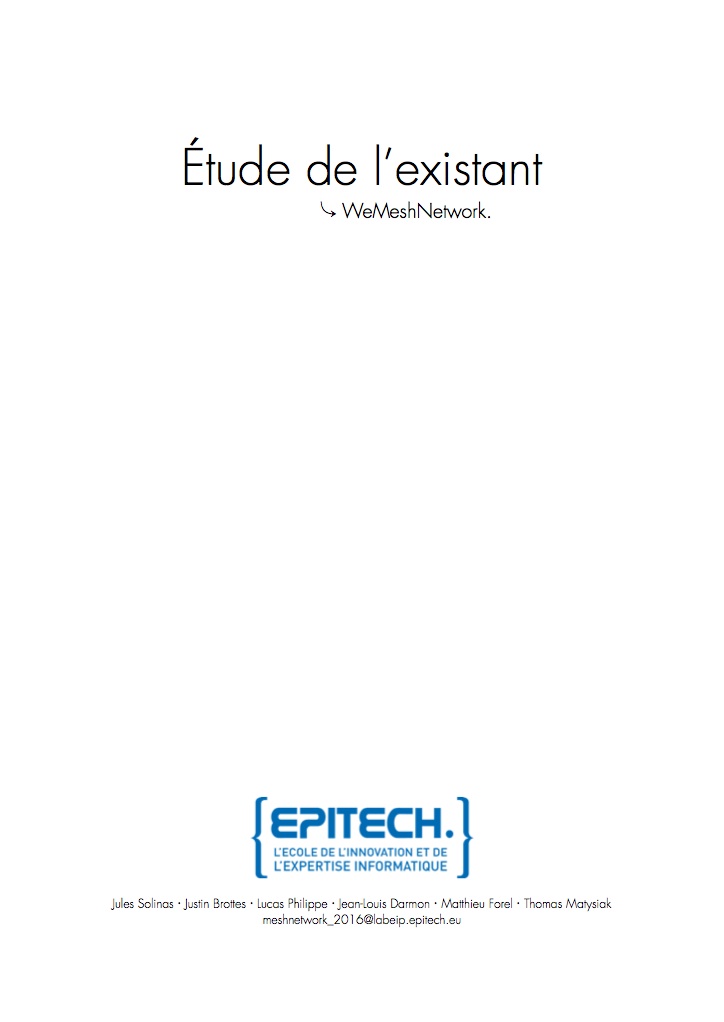 Étude de l’existant
⤷ WeMeshNetwork.
{EPITECH.}
L’ECOLE DE L’INNOVATION ET DE
L’EXPERTISE INFORMATIQUE
Jules Solinas · Justin Brottes · Lucas Philippe · Jean-Louis Darmon · Matthieu Forel · Thomas Matysiak
meshnetwork_2016@labeip.epitech.eu